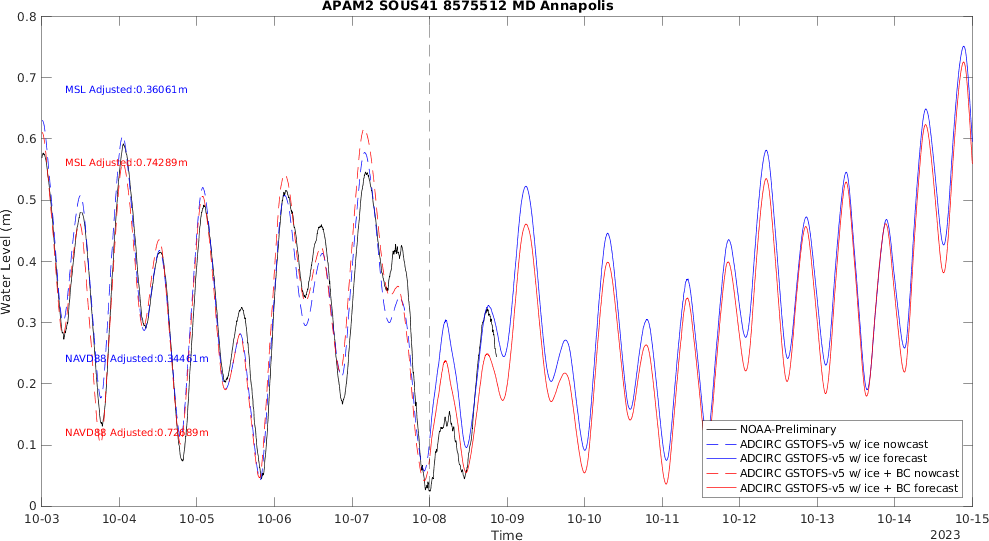 APAM2 SOUS41 8575512 MD Annapolis
Water Level (m)
0.8
0.7
0.6
0.5
0.4
0.3
0.2
0.1
0
MSL Adjusted:0.36061m
MSL Adjusted:0.74289m
NAVD88 Adjusted:0.34461m
NAVD88 Adjusted:0.72689m
NOAA-Preliminary
ADCIRC GSTOFS-v5 w/ ice nowcast
ADCIRC GSTOFS-v5 w/ ice forecast
ADCIRC GSTOFS-v5 w/ ice + BC nowcast
ADCIRC GSTOFS-v5 w/ ice + BC forecast
10-03 10-04 10-05 10-06 10-07 10-08 10-09 10-10 10-11 10-12 10-13 10-14 10-15
Time
2023